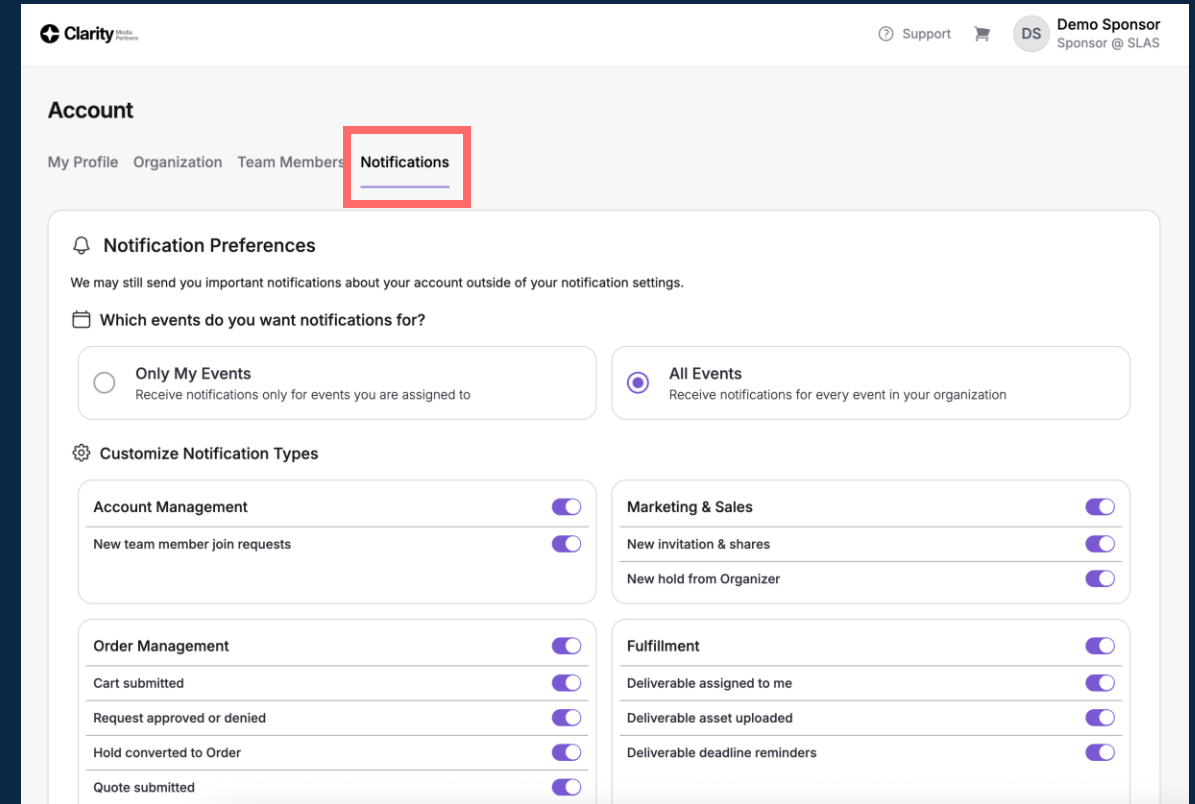 Clarity Media Partners
Support
DS
Demo Sponsor
Sponsor @ SLAS
Account
My Profile Organization Team Members Notifications
Notification Preferences
We may still send you important notifications about your account outside of your notification settings.
Which events do you want notifications for?
Only My Events
Receive notifications only for events you are assigned to
All Events
Receive notifications for every event in your organization
Customize Notification Types
Account Management
New team member join requests
Marketing & Sales
New invitation & shares
New hold from Organizer
Order Management
Cart submitted
Request approved or denied
Hold converted to Order
Quote submitted
Fulfillment
Deliverable assigned to me
Deliverable asset uploaded
Deliverable deadline reminders